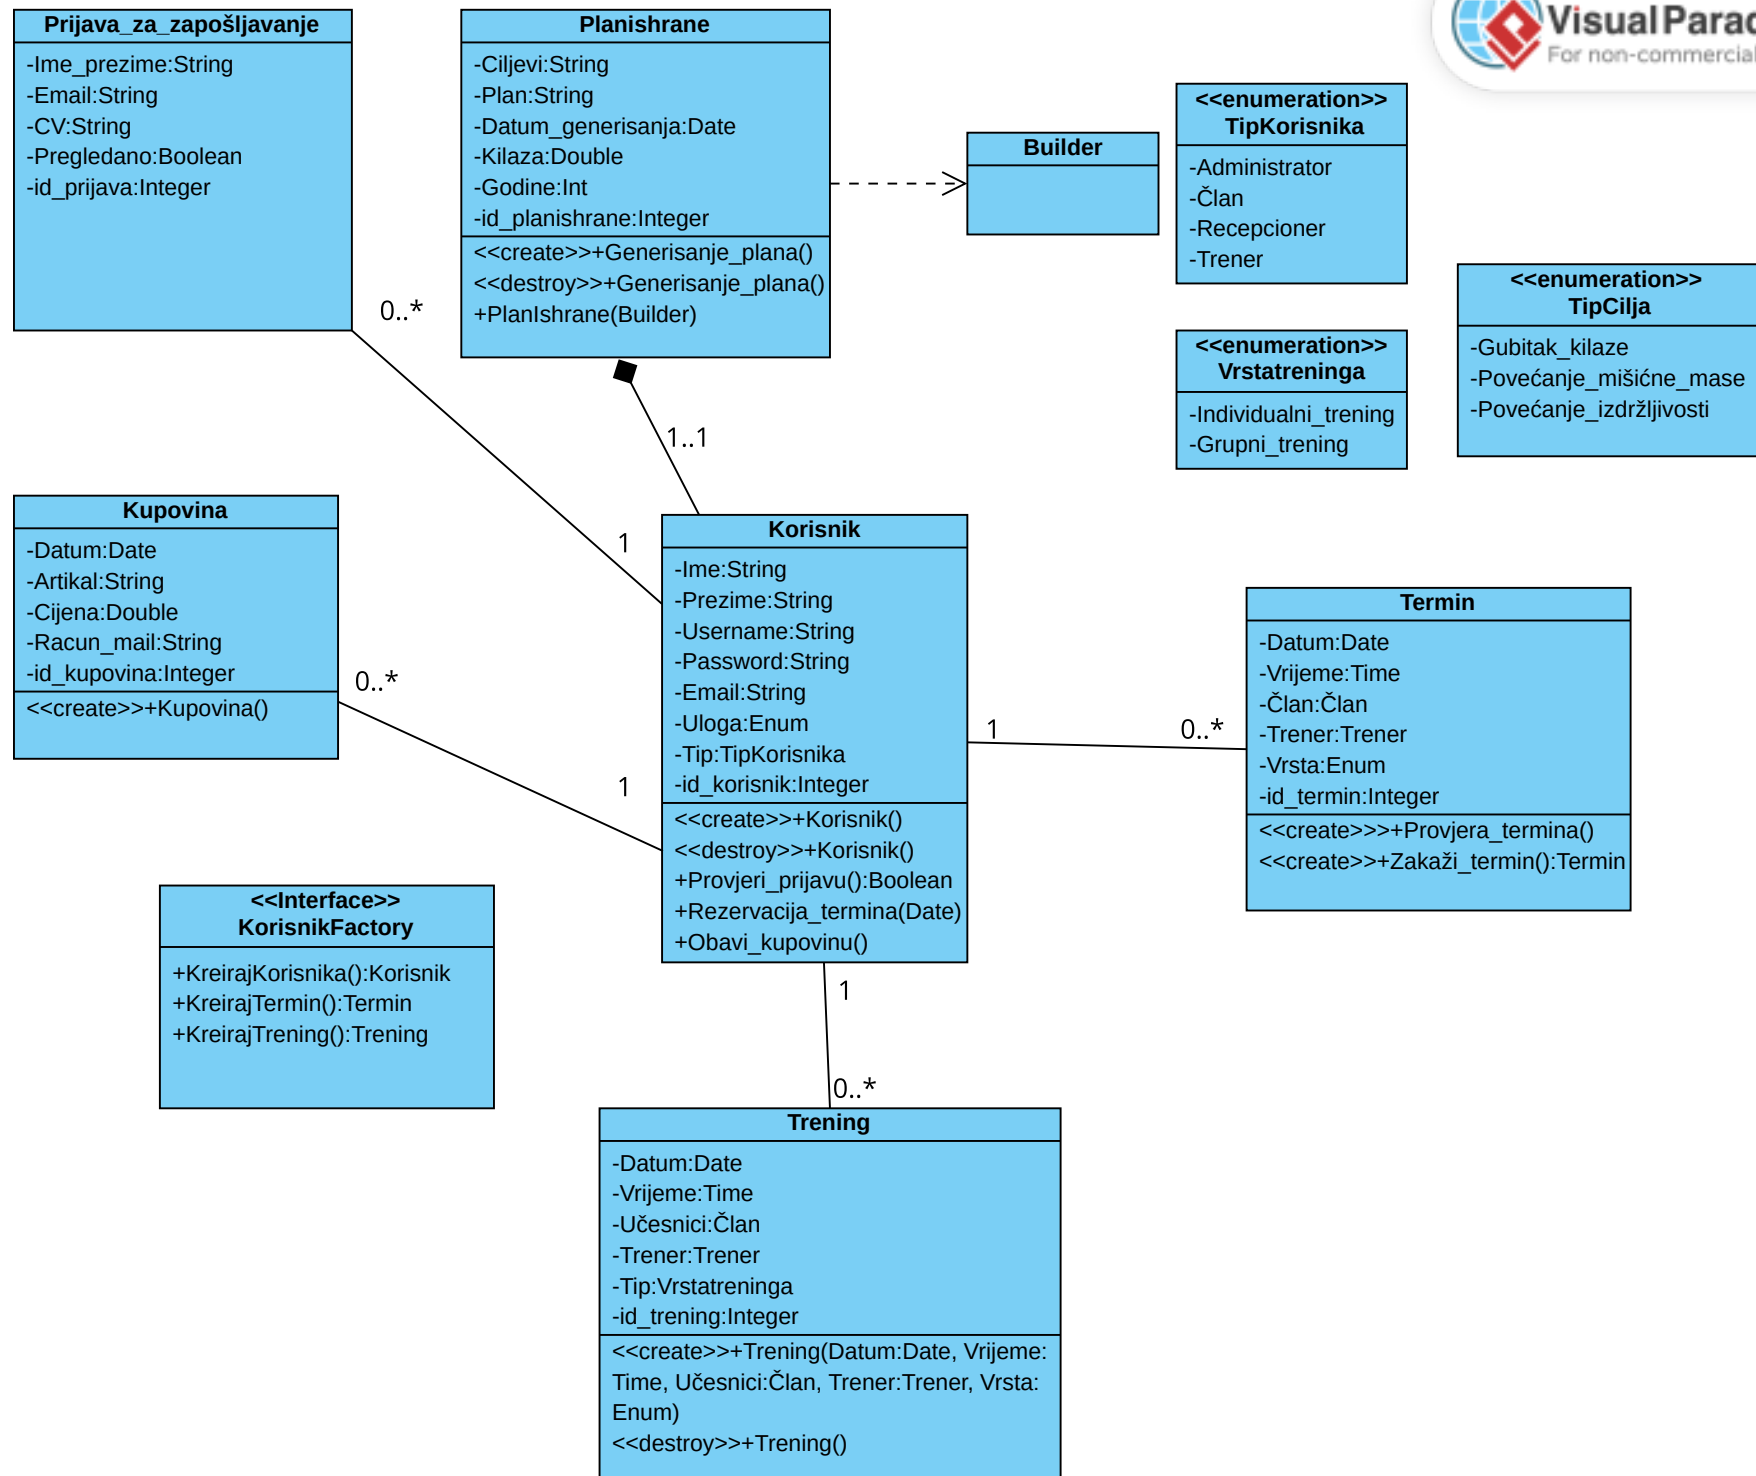 Prijava_za_zapošljavanje
-Ime_prezime:String
-Email:String
-CV:String
-Pregledano:Boolean
-id_prijava:Integer
Planishrane
-Ciljevi:String
-Plan:String
-Datum_generisanja:Date
-Kilaza:Double
-Godine:Int
-id_planishrane:Integer
<<create>>+Generisanje_plana()
<<destroy>>+Generisanje_plana()
+PlanIshrane(Builder)
Builder
<<enumeration>>
TipKorisnika
-Administrator
-Član
-Recepcioner
-Trener
Visual Parad
For non-commercial
<<enumeration>>
TipCilja
-Gubitak_kilaze
-Povećanje_mišićne_mase
-Povećanje_izdržljivosti
<<enumeration>>
Vrstatreninga
-Individualni_trening
-Grupni_trening
0..*
1..1
1
Kupovina
-Datum:Date
-Artikal:String
-Cijena:Double
-Racun_mail:String
-id_kupovina:Integer
<<create>>+Kupovina()
0..*
1
Korisnik
-Ime:String
-Prezime:String
-Username:String
-Password:String
-Email:String
-Uloga:Enum
-Tip:TipKorisnika
-id_korisnik:Integer
<<create>>+Korisnik()
<<destroy>>+Korisnik()
+Provjeri_prijavu():Boolean
+Rezervacija_termina(Date)
+Obavi_kupovinu()
1
0..*
Termin
-Datum:Date
-Vrijeme:Time
-Član:Član
-Trener:Trener
-Vrsta:Enum
-id_termin:Integer
<<create>>>+Provjera_termina()
<<create>>+Zakaži_termin():Termin
<<Interface>>
KorisnikFactory
+KreirajKorisnika():Korisnik
+KreirajTermin():Termin
+KreirajTrening():Trening
1
0..*
Trening
-Datum:Date
-Vrijeme:Time
-Učesnici:Član
-Trener:Trener
-Tip:Vrstatreninga
-id_trening:Integer
<<create>>+Trening(Datum:Date, Vrijeme:
Time, Učesnici:Član, Trener:Trener, Vrsta:
Enum)
<<destroy>>+Trening()